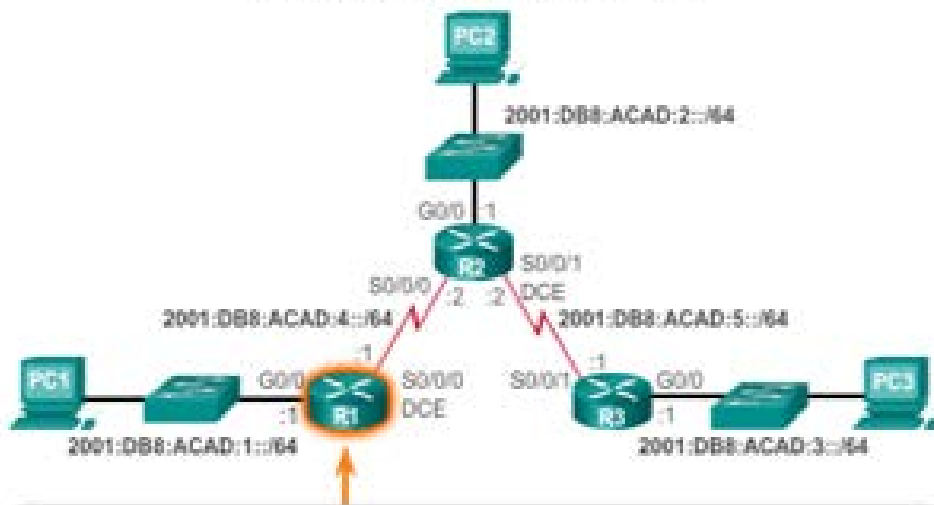 PC2
2001:DB8:ACAD:2::/64
G0/0 :1
R2
S0/0/0
S0/0/1
:2 :2 DCE
2001:DB8:ACAD:4::/64
2001:DB8:ACAD:5::/64
:1
:1
PC1
G0/0
S0/0/0
S0/0/1
G0/0
PC3
:1
R1
DCE
R3
:1
2001:DB8:ACAD:1::/64
2001:DB8:ACAD:3::/64